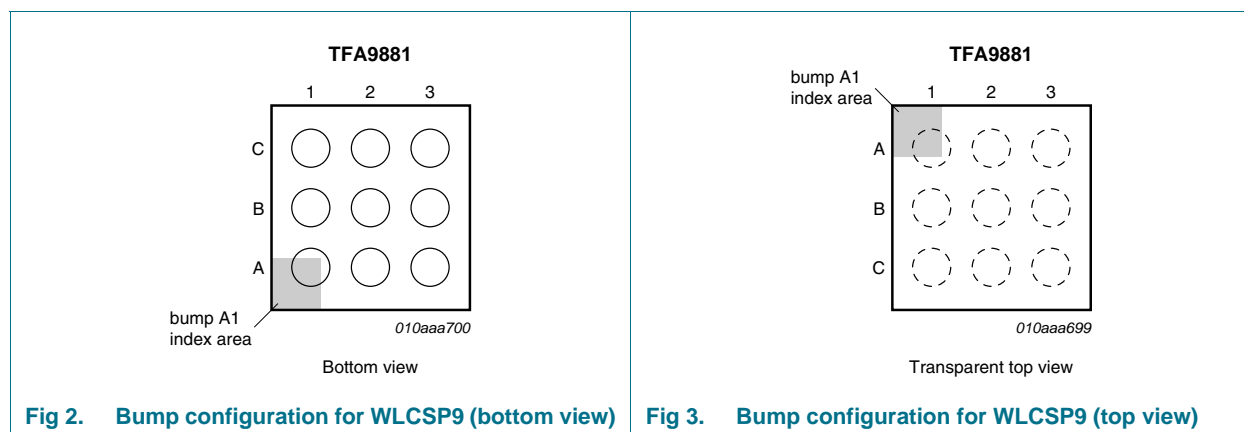 TFA9881
1 2 3
C
B
A
bump A1
index area
010aaa700
Bottom view
Fig 2. Bump configuration for WLCSP9 (bottom view)
TFA9881
bump A1
index area
1 2 3
A
B
C
010aaa699
Transparent top view
Fig 3. Bump configuration for WLCSP9 (top view)